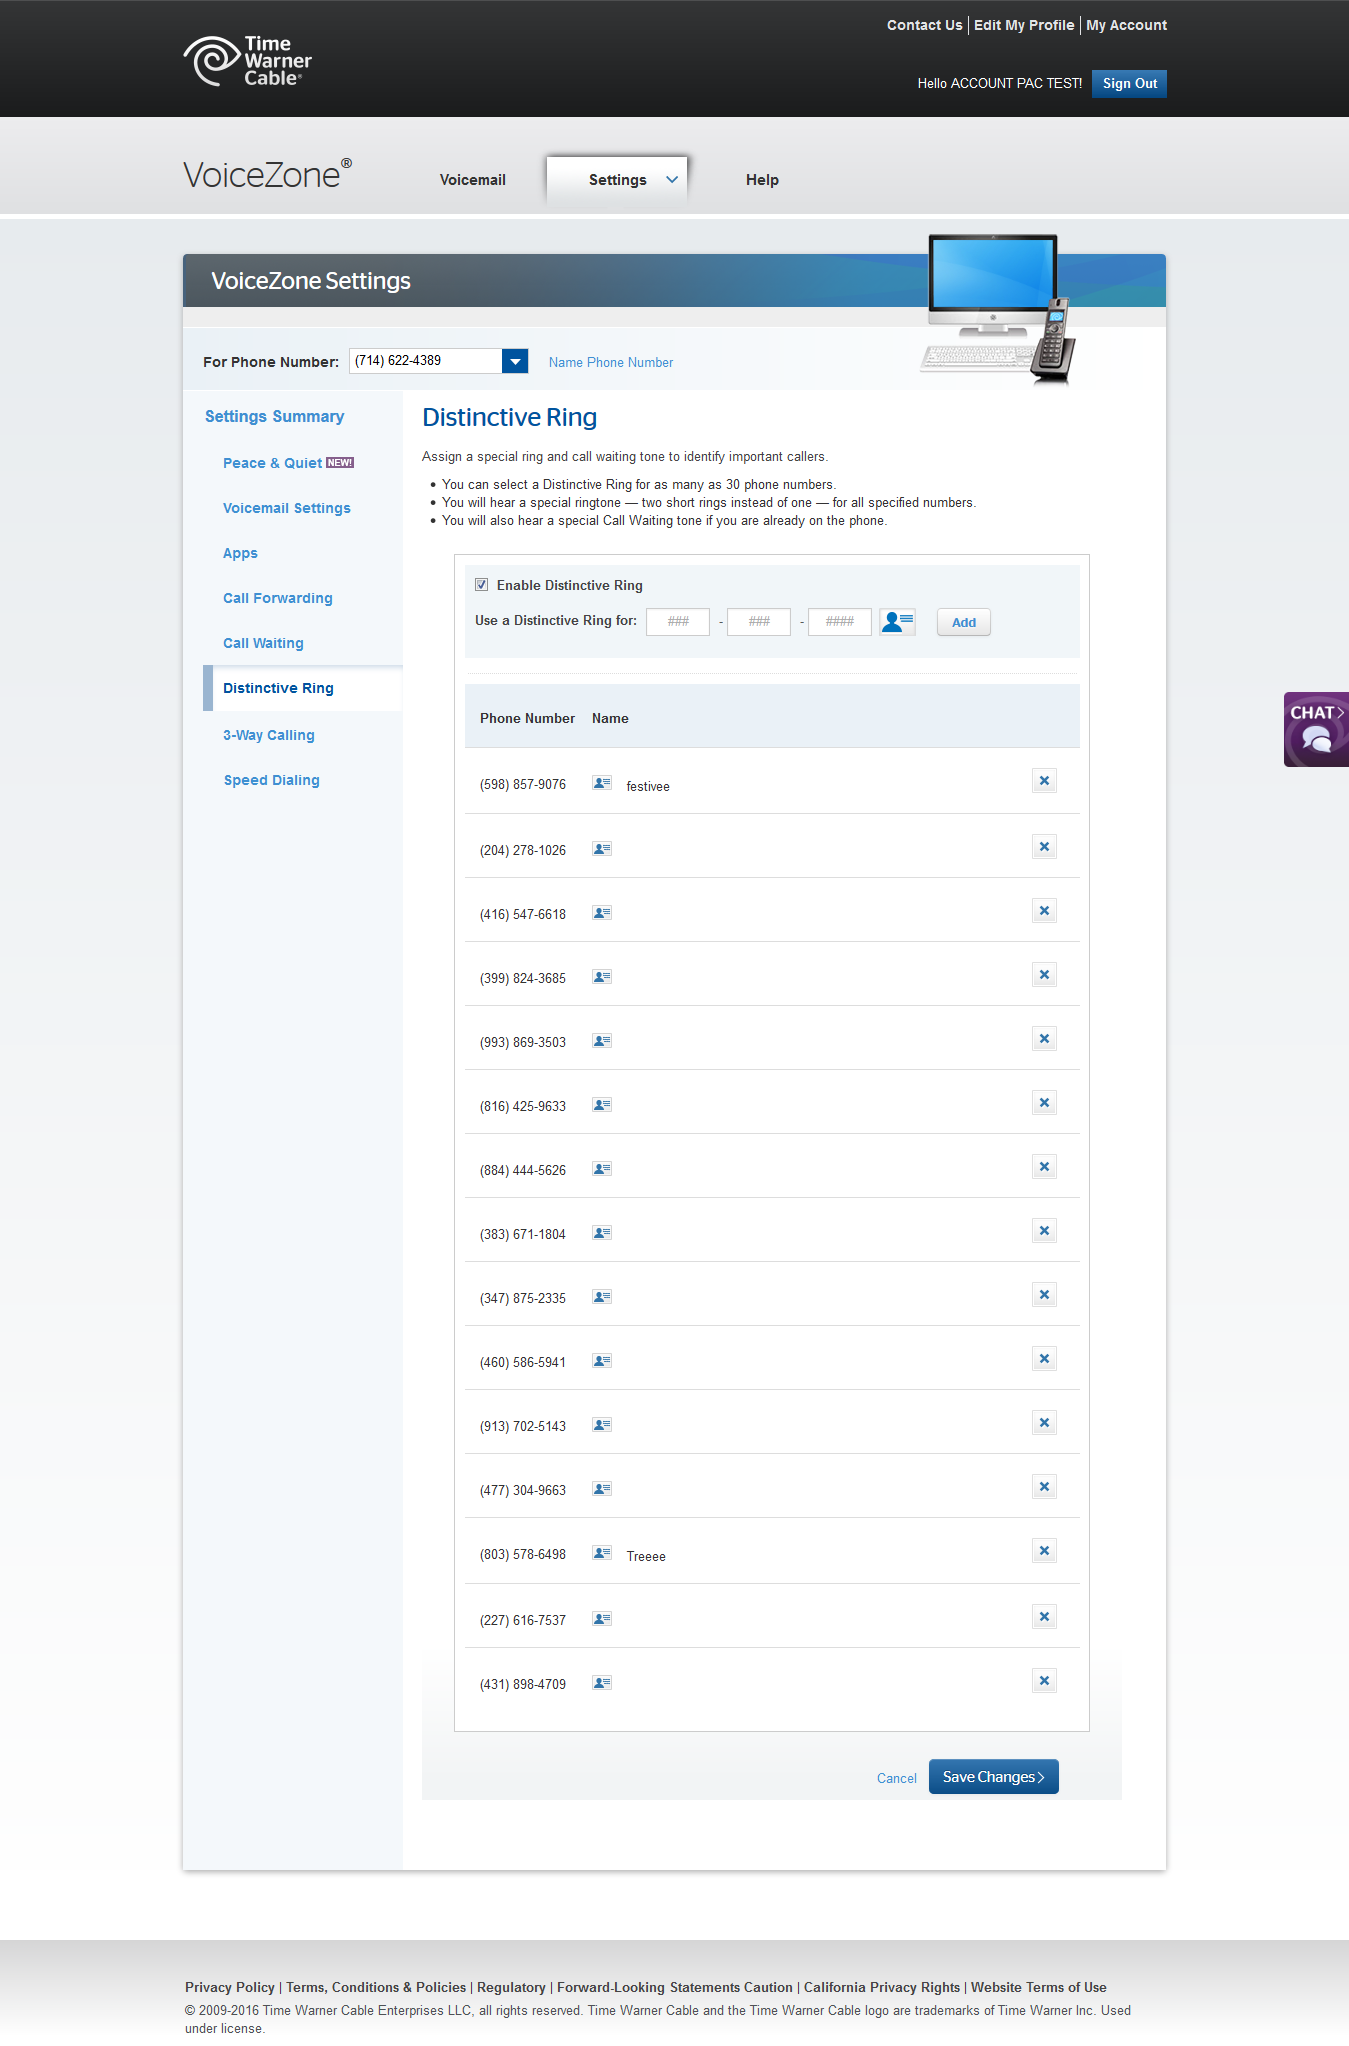 Contact Us | Edit My Profile | My Account
Time
Warner
Cable®
Hello ACCOUNT PAC TEST! Sign Out
VoiceZone®
Voicemail Settings Help
VoiceZone Settings
For Phone Number: (714) 622-4389 Name Phone Number
Settings Summary
Peace & Quiet NEW!
Voicemail Settings
Apps
Call Forwarding
Call Waiting
Distinctive Ring
3-Way Calling
Speed Dialing
Distinctive Ring
Assign a special ring and call waiting tone to identify important callers.
• You can select a Distinctive Ring for as many as 30 phone numbers.
• You will hear a special ringtone — two short rings instead of one — for all specified numbers.
• You will also hear a special Call Waiting tone if you are already on the phone.
Enable Distinctive Ring
Use a Distinctive Ring for: ### - ### - #### Add
Phone Number Name
(598) 857-9076 festivee
(204) 278-1026
(416) 547-6618
(399) 824-3685
(993) 869-3503
(816) 425-9633
(884) 444-5626
(383) 671-1804
(347) 875-2335
(460) 586-5941
(913) 702-5143
(477) 304-9663
(803) 578-6498 Treeee
(227) 616-7537
(431) 898-4709
Cancel Save Changes
CHAT
Privacy Policy | Terms, Conditions & Policies | Regulatory | Forward-Looking Statements Caution | California Privacy Rights | Website Terms of Use
© 2009-2016 Time Warner Cable Enterprises LLC, all rights reserved. Time Warner Cable and the Time Warner Cable logo are trademarks of Time Warner Inc. Used
under license.